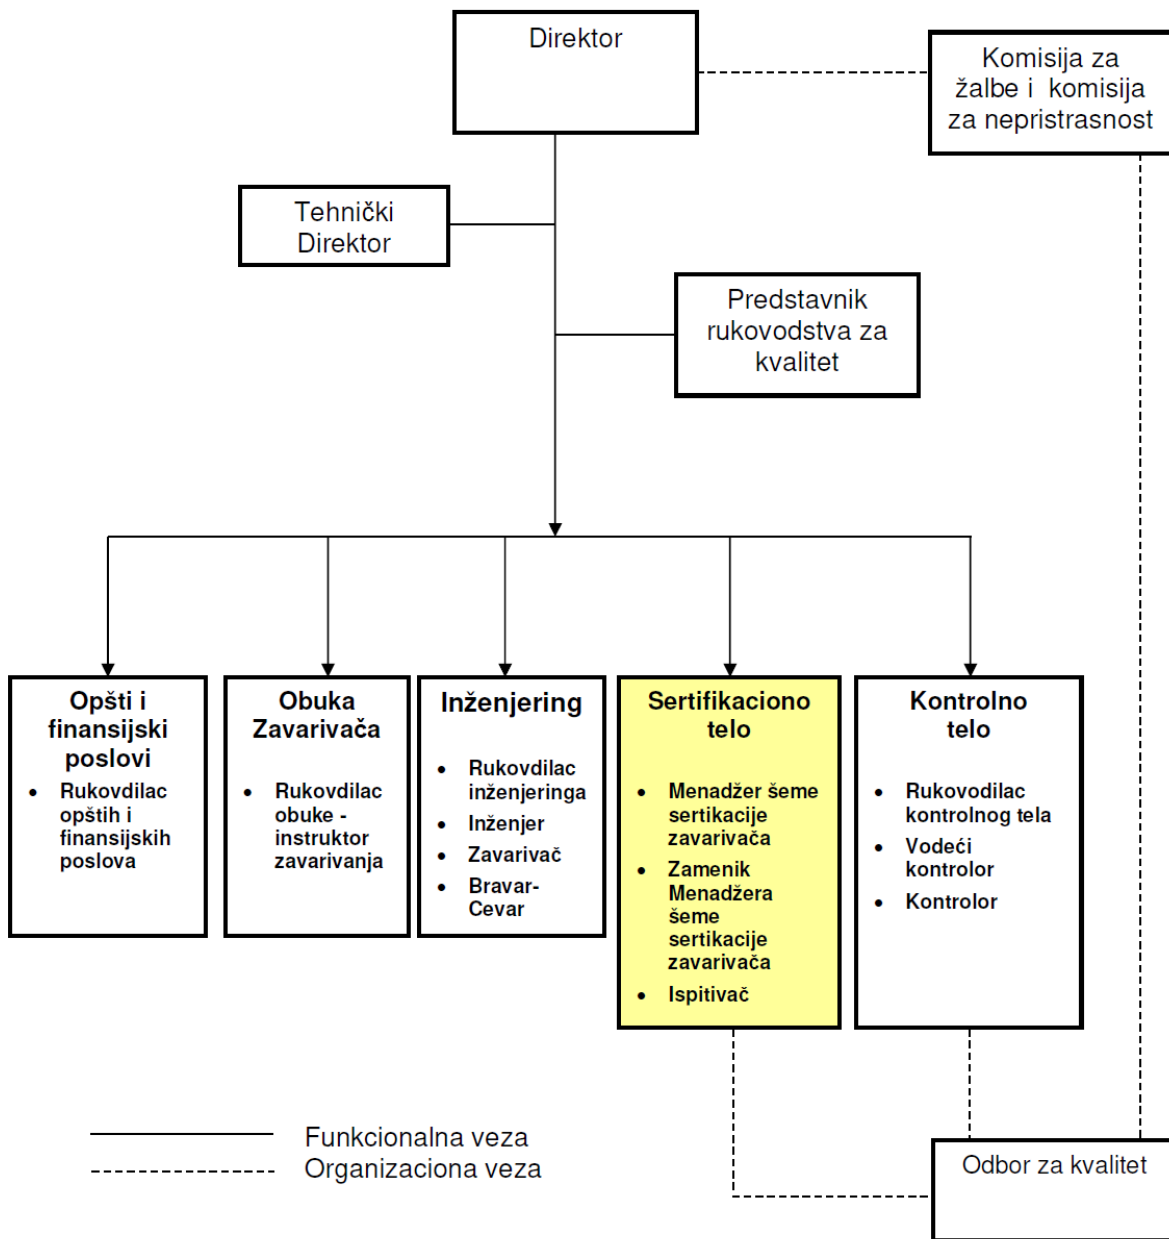 Direktor
Komisija za
žalbe i komisija
za nepristrasnost
Tehnički
Direktor
Predstavnik
rukovodstva za
kvalitet
Opšti i
finansijski
poslovi
• Rukovdilac
opštih i
finansijskih
poslova
Obuka
Zavarivača
• Rukovdilac
obuke -
instruktor
zavarivanja
Inženjering
• Rukovdilac
inženjeringa
• Inženjer
• Zavarivač
• Bravar-
Cevar
Sertifikaciono
telo
• Menadžer šeme
sertikacije
zavarivača
• Zamenik
Menadžera
šeme
sertikacije
zavarivača
• Ispitivač
Kontrolno
telo
• Rukovodilac
kontrolnog tela
• Vodeći
kontrolor
• Kontrolor
Funkcionalna veza
Organizaciona veza
Odbor za kvalitet